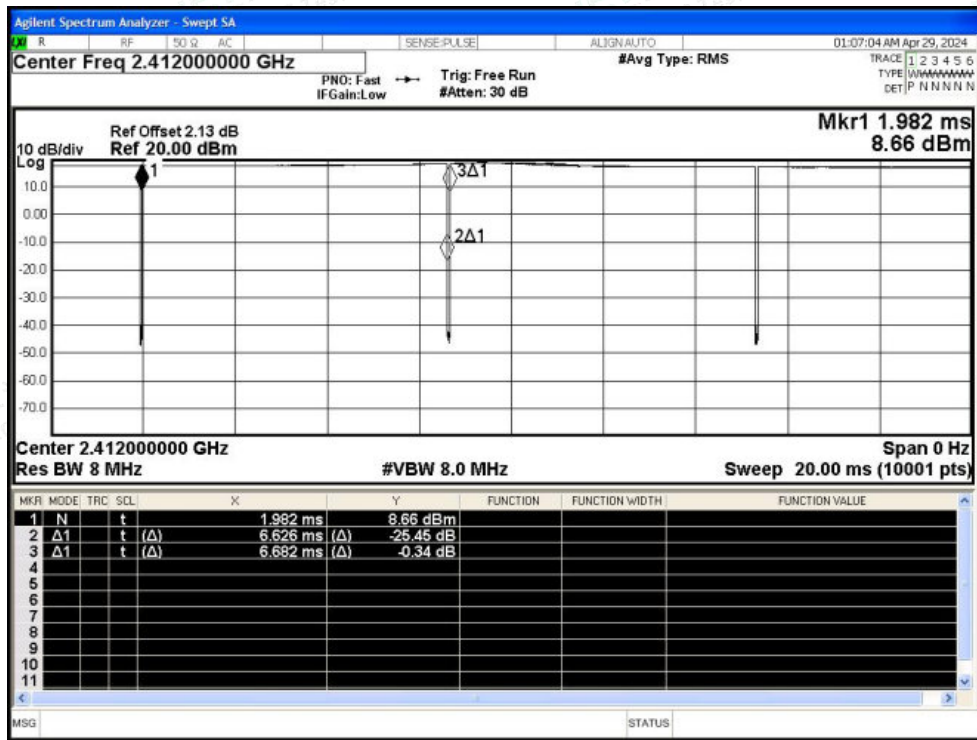 Agilent Spectrum Analyzer - Swept SA
LXI R RF 50 Ω AC SENSE:PULSE ALIGN AUTO 01:07:04 AM Apr 29, 2024
Center Freq 2.412000000 GHz #Avg Type: RMS TRACE 1 2 3 4 5 6
PNO: Fast Trig: Free Run TYPE WWWWWW
IFGain:Low #Atten: 30 dB DET P N N N N N
Mkr1 1.982 ms
8.66 dBm
Ref Offset 2.13 dB
10 dB/div Ref 20.00 dBm
Log
1
3Δ1
10.0
0.00
2Δ1
-10.0
-20.0
-30.0
-40.0
-50.0
-60.0
-70.0
Center 2.412000000 GHz Span 0 Hz
Res BW 8 MHz #VBW 8.0 MHz Sweep 20.00 ms (10001 pts)
MKR MODE TRC SCL X Y FUNCTION FUNCTION WIDTH FUNCTION VALUE
1 N t 1.982 ms 8.66 dBm
2 Δ1 t (Δ) 6.626 ms (Δ) -25.45 dB
3 Δ1 t (Δ) 6.682 ms (Δ) -0.34 dB
4
5
6
7
8
9
10
11
MSG STATUS